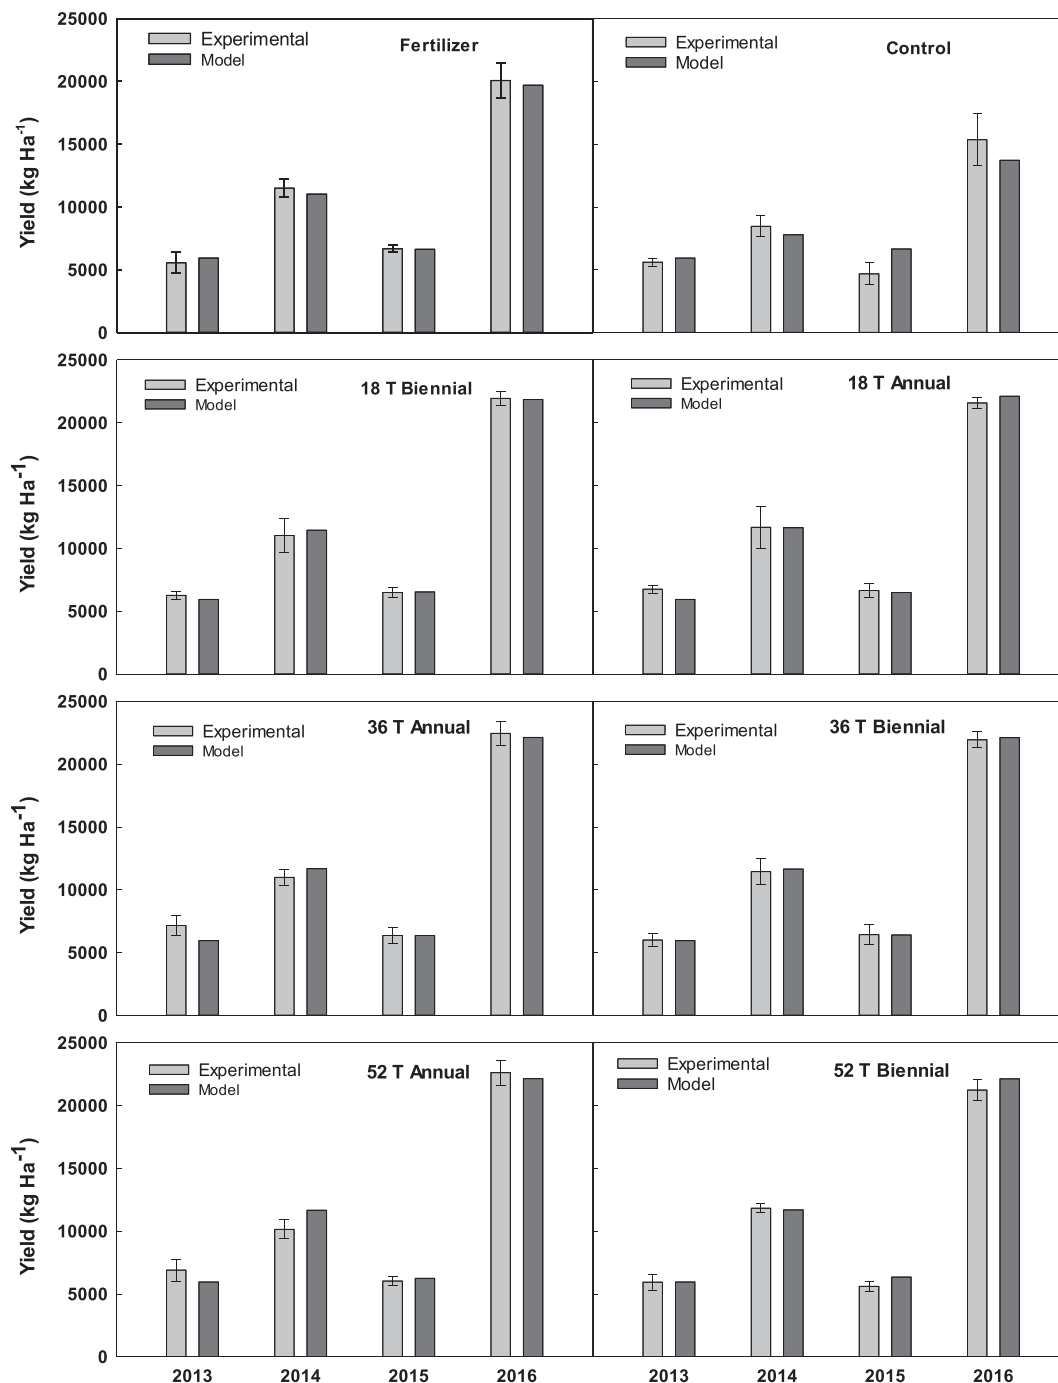 25000
20000
15000
10000
5000
0
Yield (kg Ha-1)
Experimental
Model
Fertilizer
Experimental
Model
Control
25000
20000
15000
10000
5000
0
Yield (kg Ha-1)
Experimental
Model
18 T Biennial
Experimental
Model
18 T Annual
25000
20000
15000
10000
5000
0
Yield (kg Ha-1)
Experimental
Model
36 T Annual
Experimental
Model
36 T Biennial
25000
20000
15000
10000
5000
0
Yield (kg Ha-1)
Experimental
Model
52 T Annual
Experimental
Model
52 T Biennial
2013 2014 2015 2016 2013 2014 2015 2016